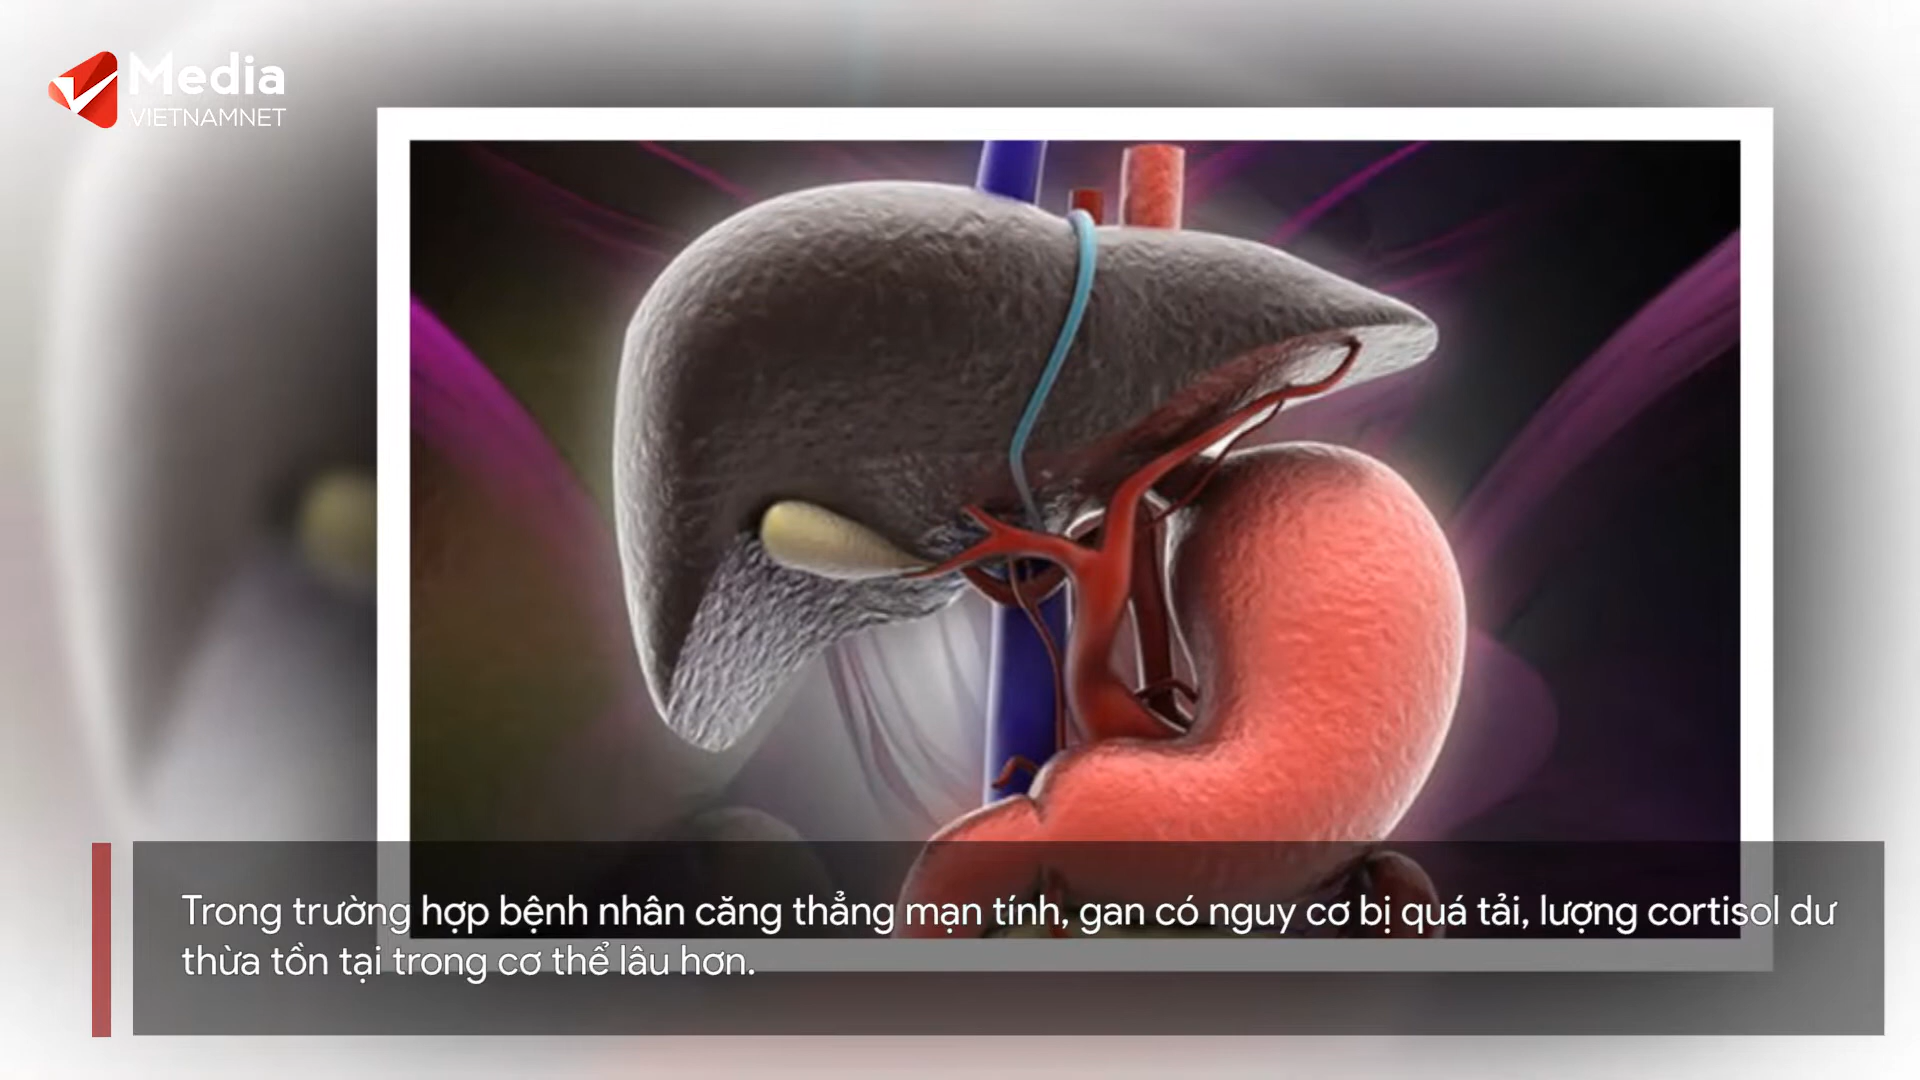 Media
VIETNAMNET
Trong trường hợp bệnh nhân căng thẳng mạn tính, gan có nguy cơ bị quá tải, lượng cortisol dư
thừa tồn tại trong cơ thể lâu hơn.